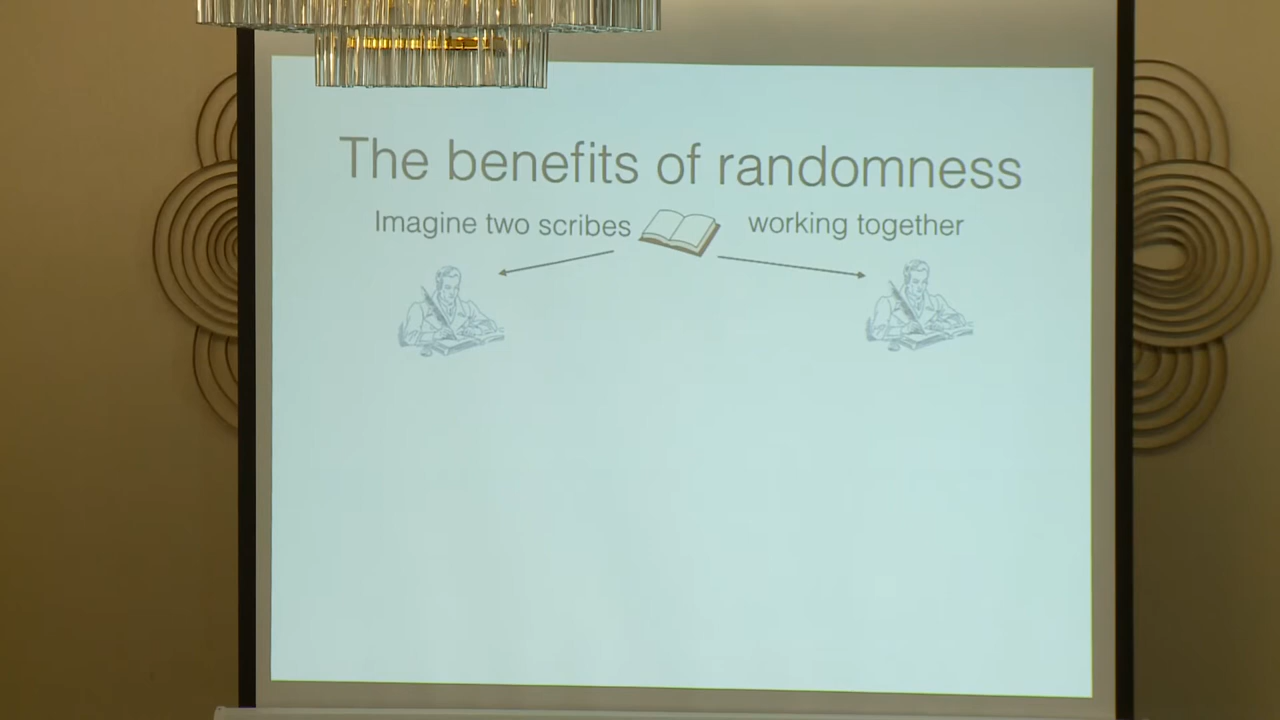 The benefits of randomness
Imagine two scribes working together